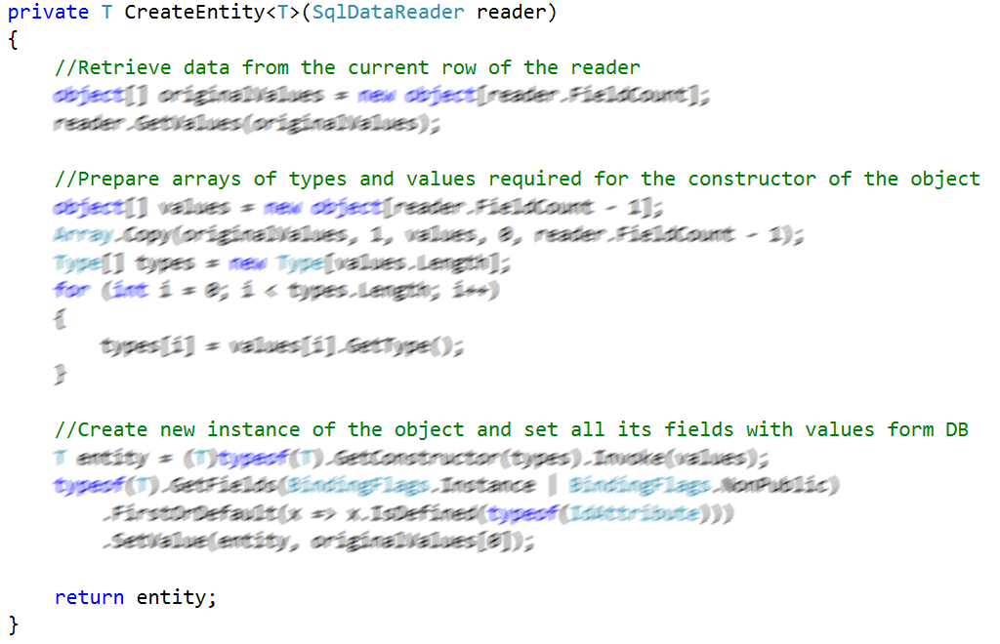 private T CreateEntity<T>(SqlDataReader reader)
{
//Retrieve data from the current row of the reader
object[] originalValues = new object[reader.FieldCount];
reader.GetValues(originalValues);
//Prepare arrays of types and values required for the constructor of the object
object[] values = new object[reader.FieldCount - 1];
Array.Copy(originalValues, 1, values, 0, reader.FieldCount - 1);
Type[] types = new Type[values.Length];
for (int i = 0; i < types.Length; i++)
{
types[i] = values[i].GetType();
}
//Create new instance of the object and set all its fields with values form DB
T entity = (T)typeof(T).GetConstructor(types).Invoke(values);
typeof(T).GetFields(BindingFlags.Instance | BindingFlags.NonPublic)
.FirstOrDefault(x => x.IsDefined(typeof(IdAttribute)))
.SetValue(entity, originalValues[0]);
return entity;
}